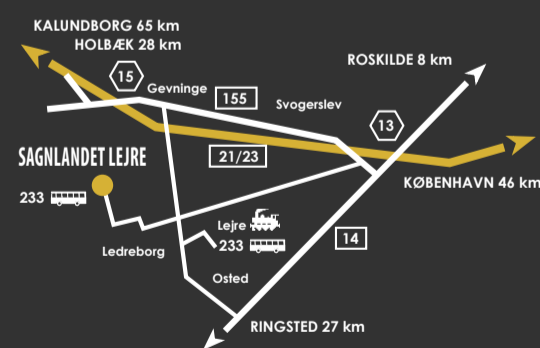 KALUNDBORG 65 km
HOLBÆK 28 km
ROSKILDE 8 km
15
Gevninge
155
Svogerslev
13
SAGNLANDET LEJRE
21/23
KØBENHAVN 46 km
233
Lejre
14
Ledreborg
233
Osted
RINGSTED 27 km